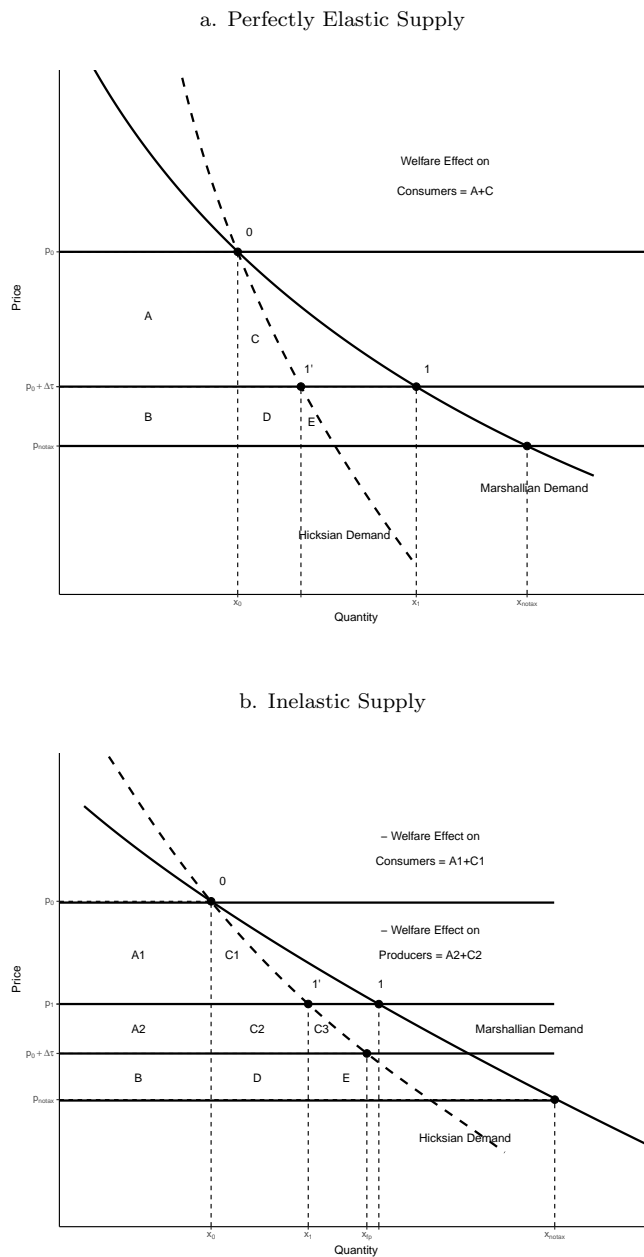 a. Perfectly Elastic Supply
Welfare Effect on
Consumers = A+C
0
p₀
Price
A
C
1'
1
p₀ + Δτ
B
D
E
pnotax
Marshallian Demand
Hicksian Demand
x₀
x₁
xnotax
Quantity
b. Inelastic Supply
− Welfare Effect on
Consumers = A1+C1
0
p₀
− Welfare Effect on
Producers = A2+C2
A1
C1
Price
1'
1
p₁
A2
C2
C3
Marshallian Demand
p₀ + Δτ
B
D
E
pnotax
Hicksian Demand
x₀
x₁
xfp
xnotax
Quantity